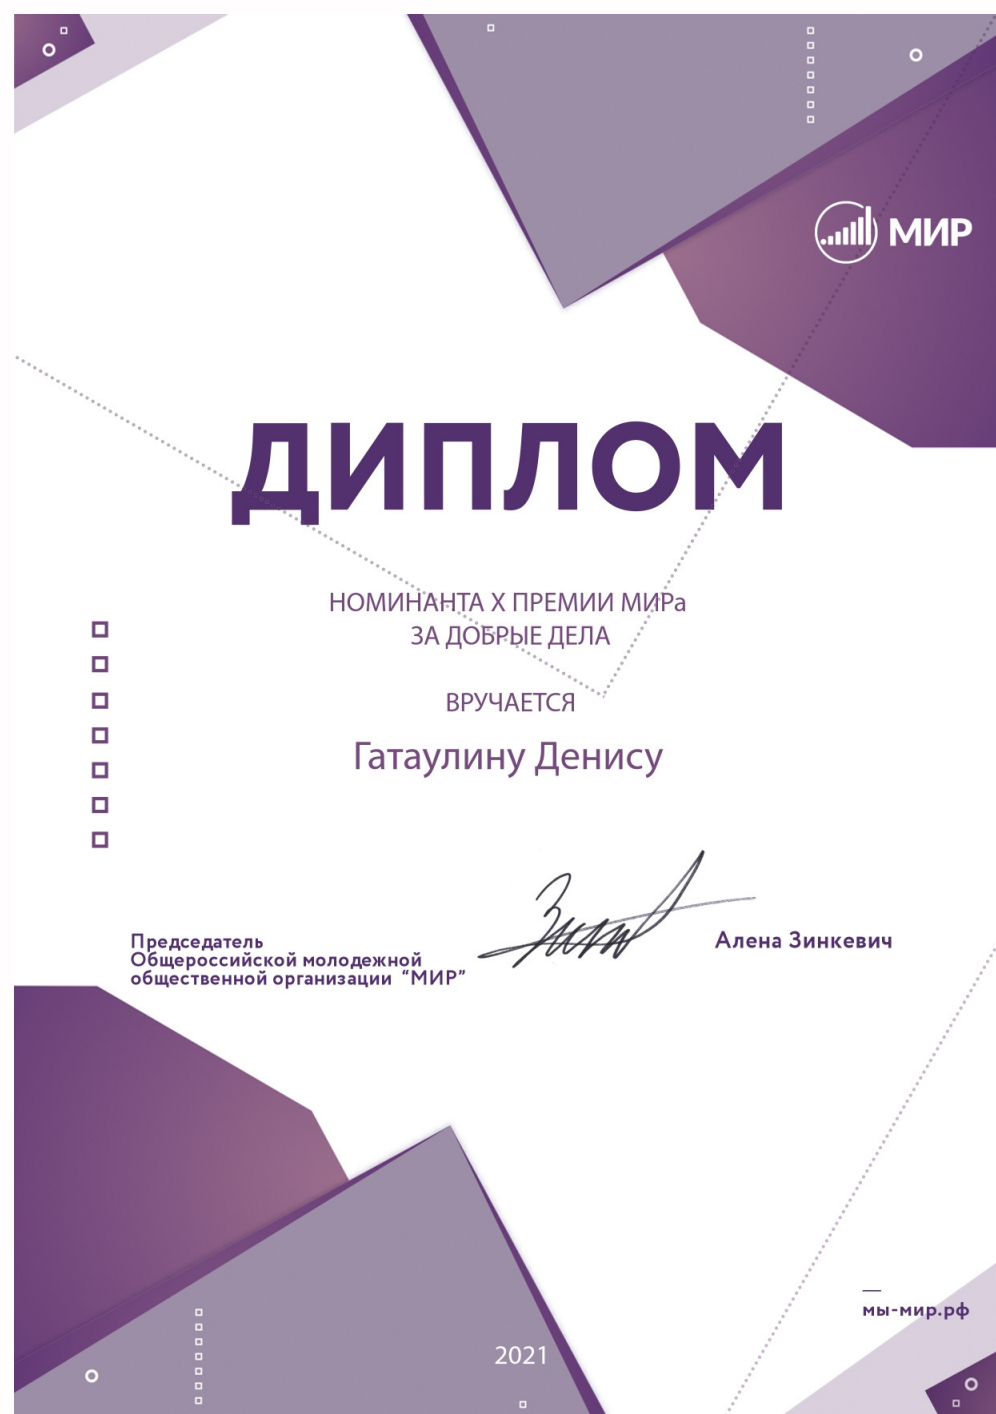 МИР
ДИПЛОМ
НОМИНАНТА X ПРЕМИИ МИРа
ЗА ДОБРЫЕ ДЕЛА
ВРУЧАЕТСЯ
Гатаулину Денису
Председатель
Общероссийской молодежной
общественной организации “МИР”
Алена Зинкевич
мы-мир.рф
2021